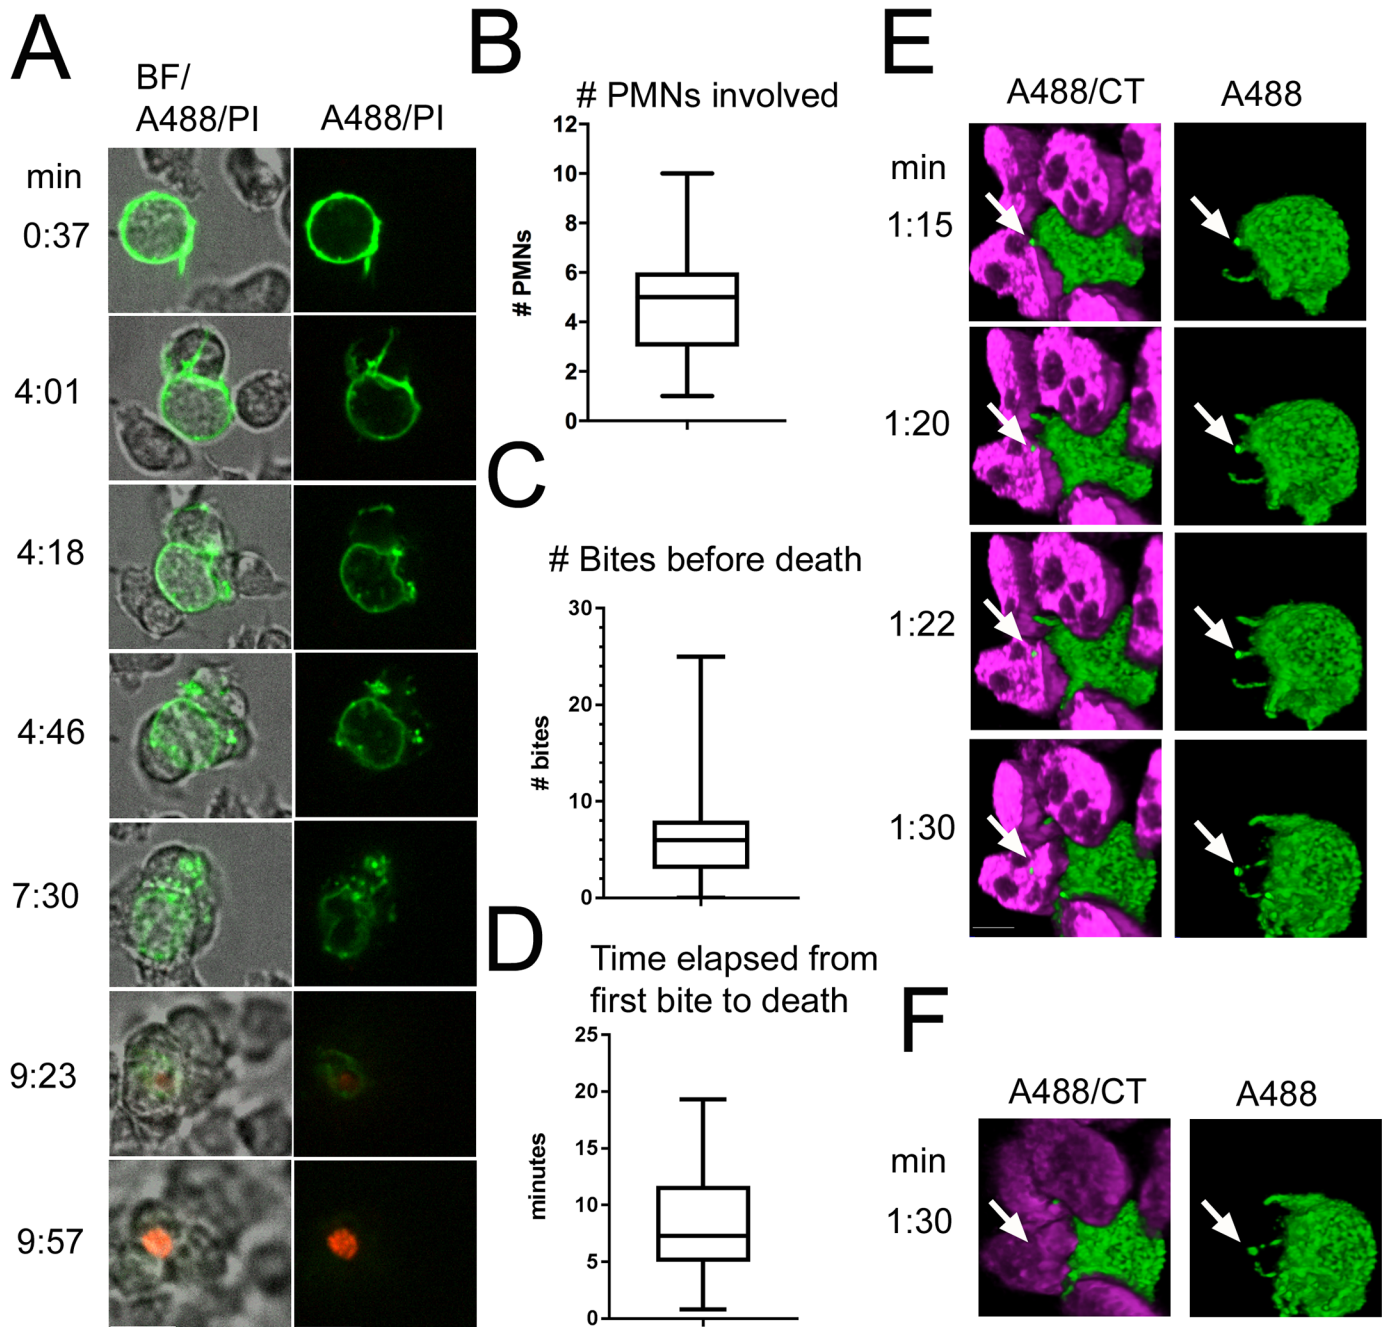 A
BF/
A488/PI
A488/PI
min
0:37
4:01
4:18
4:46
7:30
9:23
9:57
B
# PMNs involved
# PMNs
12
10
8
6
4
2
0
C
# Bites before death
# bites
30
20
10
0
D
Time elapsed from
first bite to death
minutes
25
20
15
10
5
0
E
A488/CT
A488
min
1:15
1:20
1:22
1:30
F
A488/CT
A488
min
1:30